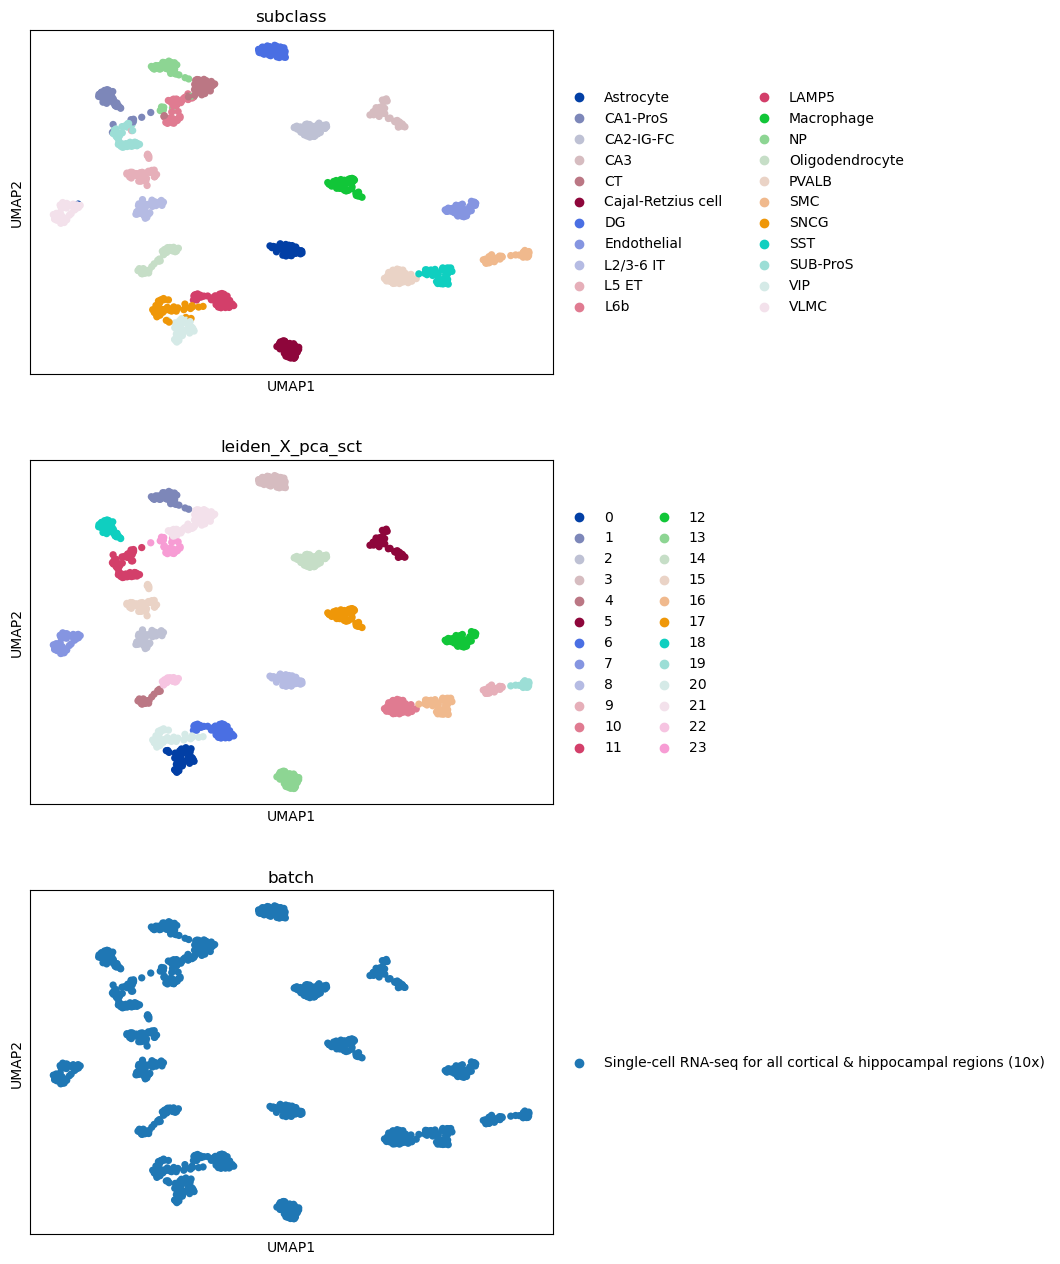 subclass
UMAP2
UMAP1
Astrocyte
CA1-ProS
CA2-IG-FC
CA3
CT
Cajal-Retzius cell
DG
Endothelial
L2/3-6 IT
L5 ET
L6b
LAMP5
Macrophage
NP
Oligodendrocyte
PVALB
SMC
SNCG
SST
SUB-ProS
VIP
VLMC
leiden_X_pca_sct
UMAP2
UMAP1
0
1
2
3
4
5
6
7
8
9
10
11
12
13
14
15
16
17
18
19
20
21
22
23
batch
UMAP2
UMAP1
Single-cell RNA-seq for all cortical & hippocampal regions (10x)